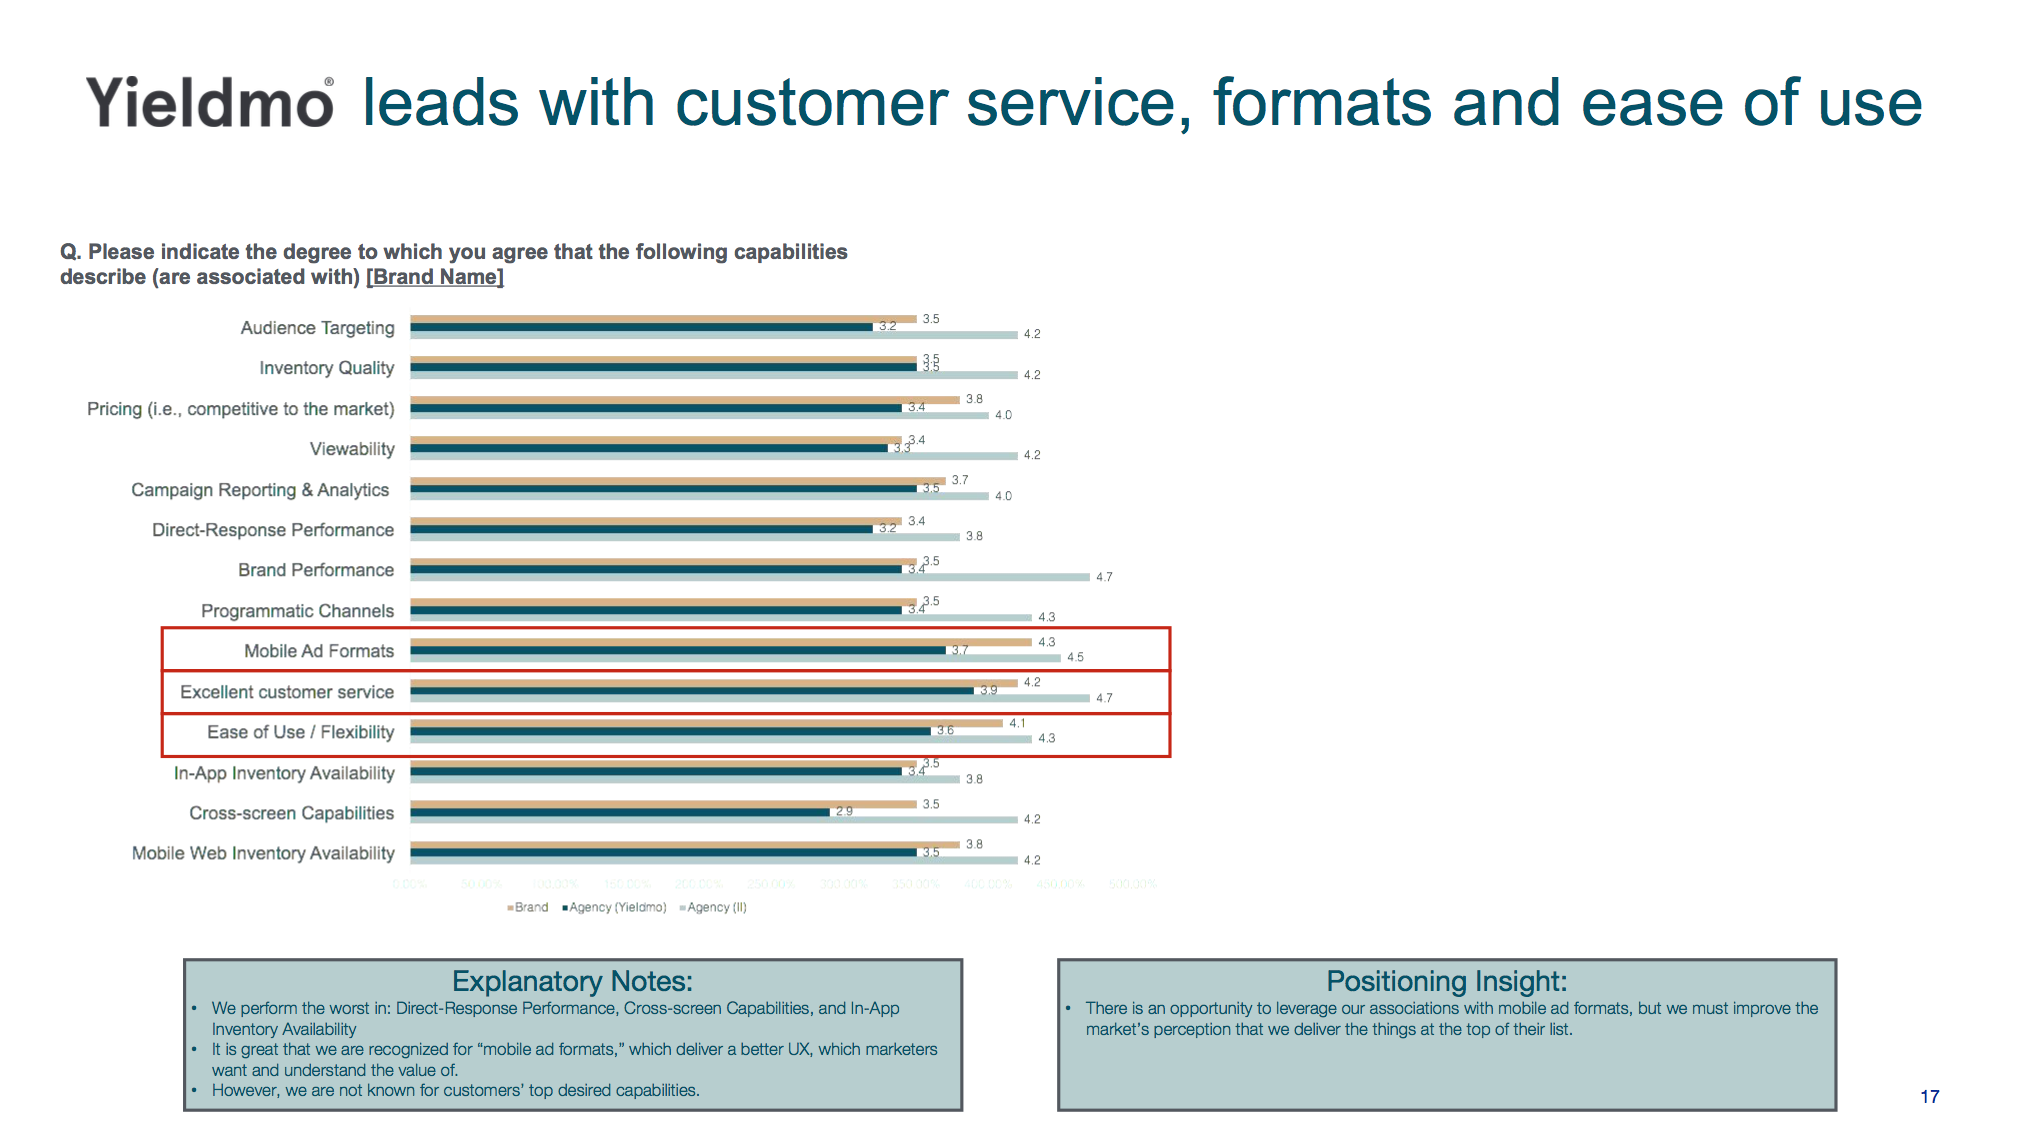 Yieldmo® leads with customer service, formats and ease of use
Q. Please indicate the degree to which you agree that the following capabilities
describe (are associated with) [Brand Name]
Audience Targeting
3.5
3.2
4.2
Inventory Quality
3.5
3.5
4.2
Pricing (i.e., competitive to the market)
3.8
3.4
4.0
Viewability
3.4
3.3
4.2
Campaign Reporting & Analytics
3.7
3.5
4.0
Direct-Response Performance
3.4
3.2
3.8
Brand Performance
3.5
3.4
4.7
Programmatic Channels
3.5
3.4
4.3
Mobile Ad Formats
4.3
3.7
4.5
Excellent customer service
4.2
3.9
4.7
Ease of Use / Flexibility
4.1
3.6
4.3
In-App Inventory Availability
3.5
3.4
3.8
Cross-screen Capabilities
3.5
2.9
4.2
Mobile Web Inventory Availability
3.8
3.5
4.2
0.00% 50.00% 100.00% 150.00% 200.00% 250.00% 300.00% 350.00% 400.00% 450.00% 500.00%
Brand Agency (Yieldmo) Agency (II)
Explanatory Notes:
• We perform the worst in: Direct-Response Performance, Cross-screen Capabilities, and In-App
Inventory Availability
• It is great that we are recognized for “mobile ad formats,” which deliver a better UX, which marketers
want and understand the value of.
• However, we are not known for customers’ top desired capabilities.
Positioning Insight:
• There is an opportunity to leverage our associations with mobile ad formats, but we must improve the
market’s perception that we deliver the things at the top of their list.
17